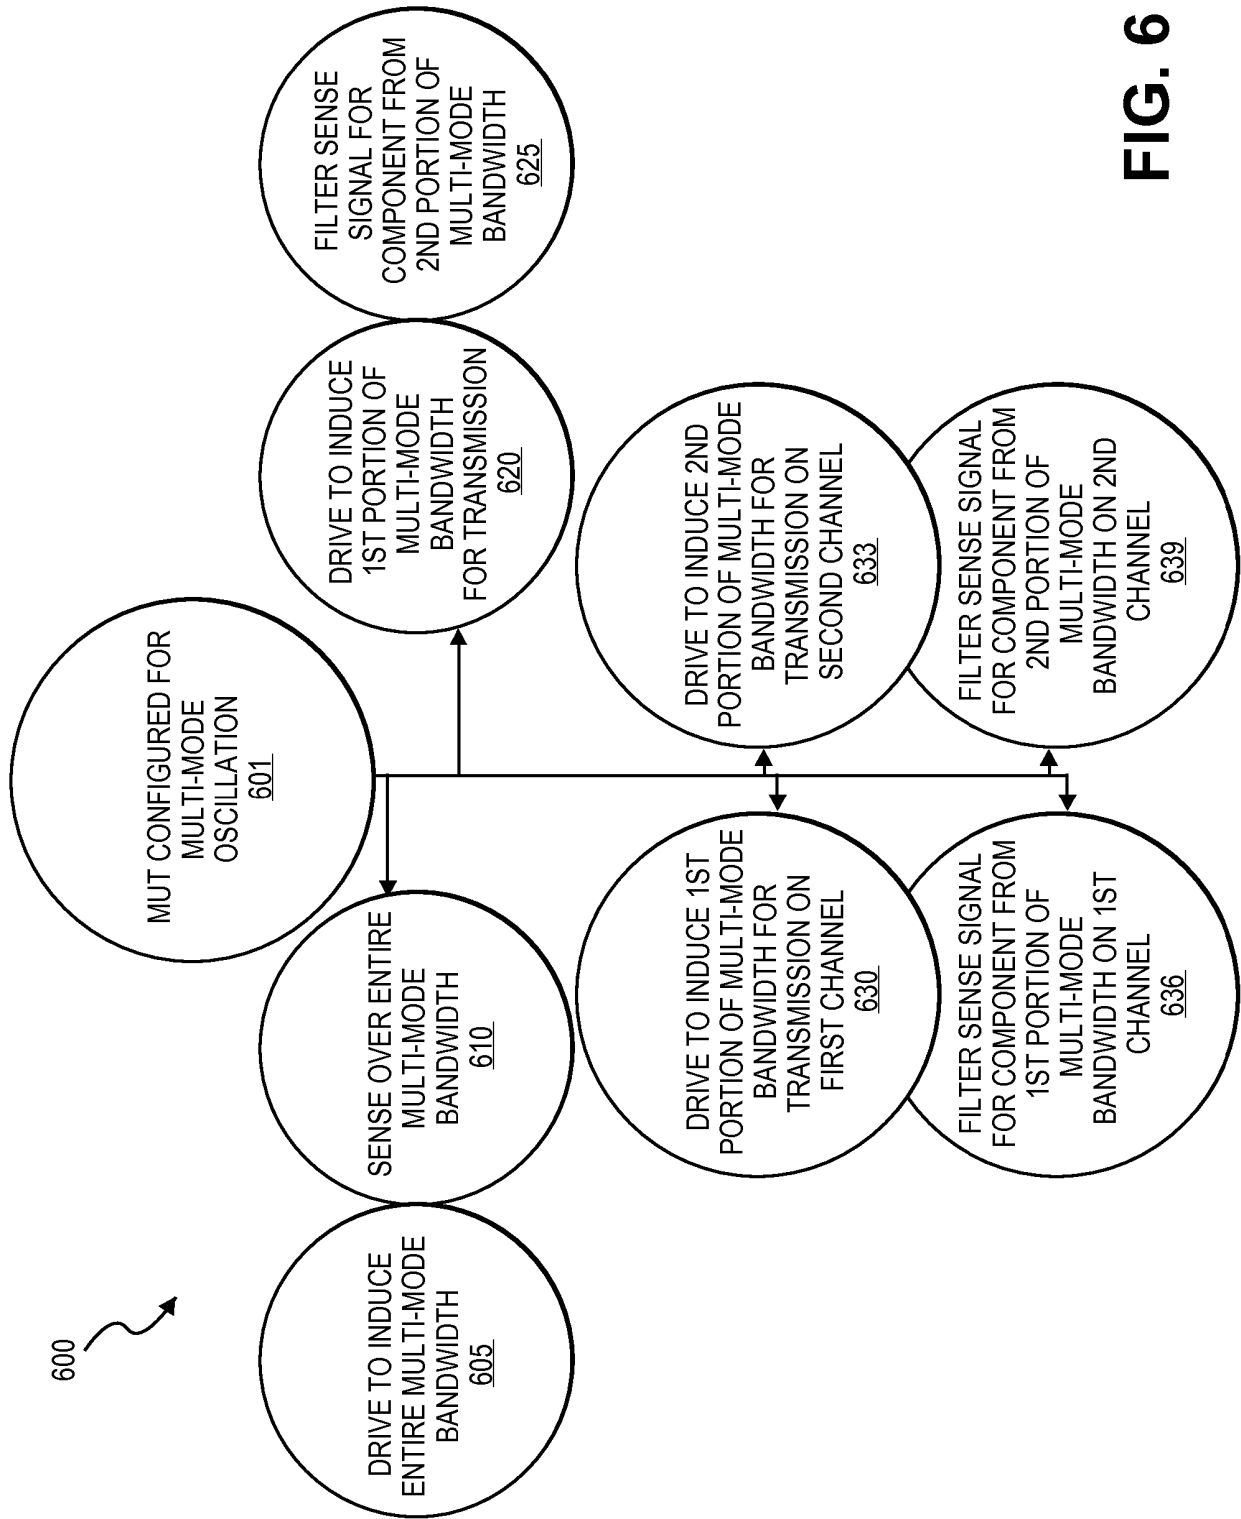 600
MUT CONFIGURED FOR
MULTI-MODE
OSCILLATION
601
DRIVE TO INDUCE
ENTIRE MULTI-MODE
BANDWIDTH
605
SENSE OVER ENTIRE
MULTI-MODE
BANDWIDTH
610
DRIVE TO INDUCE
1ST PORTION OF
MULTI-MODE
BANDWIDTH
FOR TRANSMISSION
620
FILTER SENSE
SIGNAL FOR
COMPONENT FROM
2ND PORTION OF
MULTI-MODE
BANDWIDTH
625
DRIVE TO INDUCE 1ST
PORTION OF MULTI-MODE
BANDWIDTH FOR
TRANSMISSION ON
FIRST CHANNEL
630
DRIVE TO INDUCE 2ND
PORTION OF MULTI-MODE
BANDWIDTH FOR
TRANSMISSION ON
SECOND CHANNEL
633
FILTER SENSE SIGNAL
FOR COMPONENT FROM
1ST PORTION OF
MULTI-MODE
BANDWIDTH ON 1ST
CHANNEL
636
FILTER SENSE SIGNAL
FOR COMPONENT FROM
2ND PORTION OF
MULTI-MODE
BANDWIDTH ON 2ND
CHANNEL
639
FIG. 6